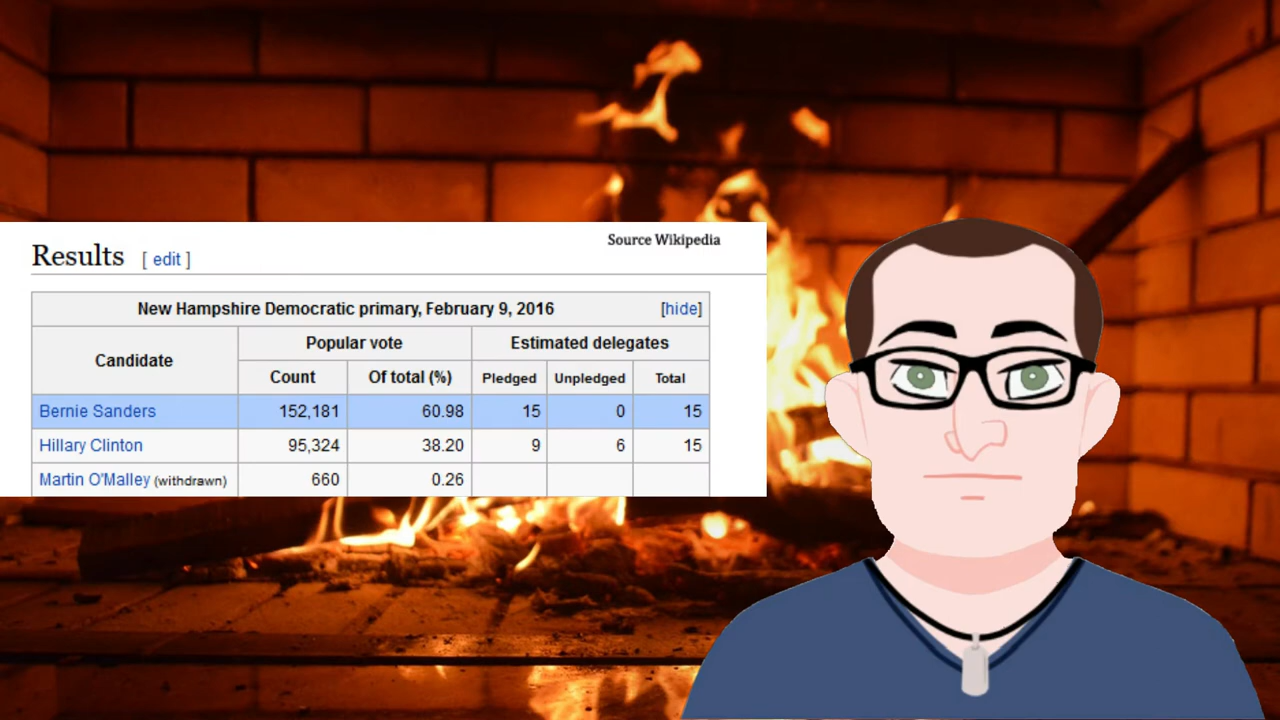 Source Wikipedia
Results [ edit ]
New Hampshire Democratic primary, February 9, 2016 [hide]
Candidate Popular vote Estimated delegates
Count Of total (%) Pledged Unpledged Total
Bernie Sanders 152,181 60.98 15 0 15
Hillary Clinton 95,324 38.20 9 6 15
Martin O'Malley (withdrawn) 660 0.26